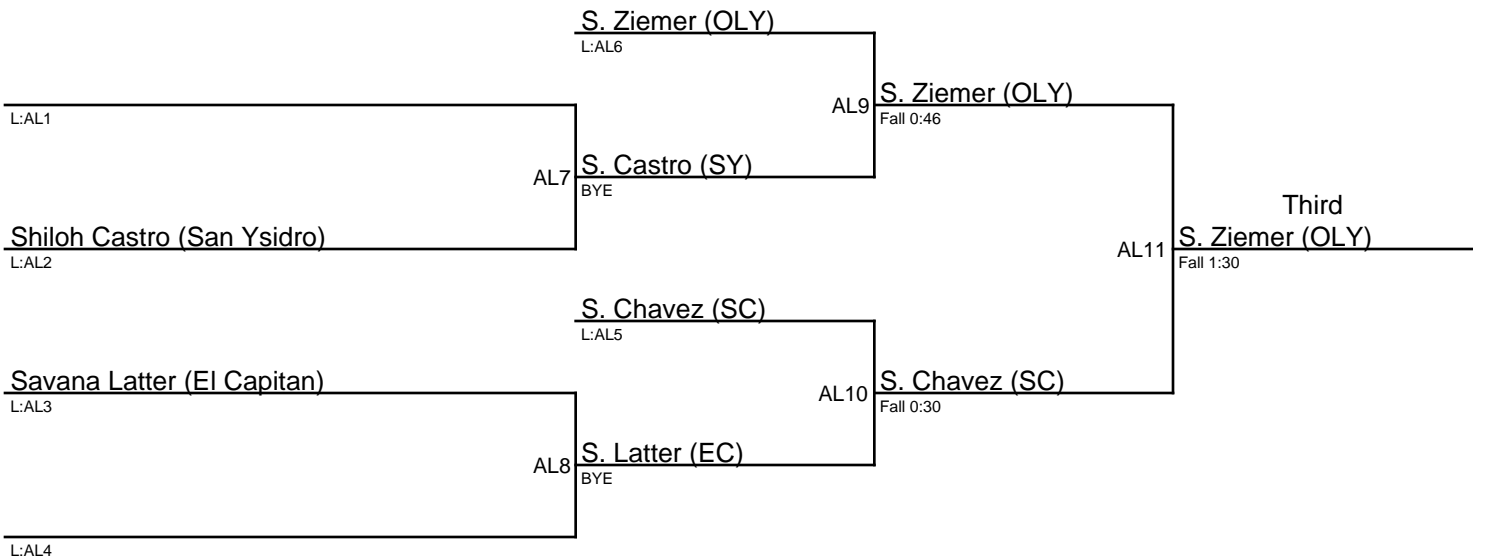 S. Ziemer (OLY)
L:AL6
AL9
S. Ziemer (OLY)
Fall 0:46
L:AL1
AL7
S. Castro (SY)
BYE
Shiloh Castro (San Ysidro)
L:AL2
Third
AL11
S. Ziemer (OLY)
Fall 1:30
S. Chavez (SC)
L:AL5
Savana Latter (El Capitan)
L:AL3
AL10
S. Chavez (SC)
Fall 0:30
AL8
S. Latter (EC)
BYE
L:AL4